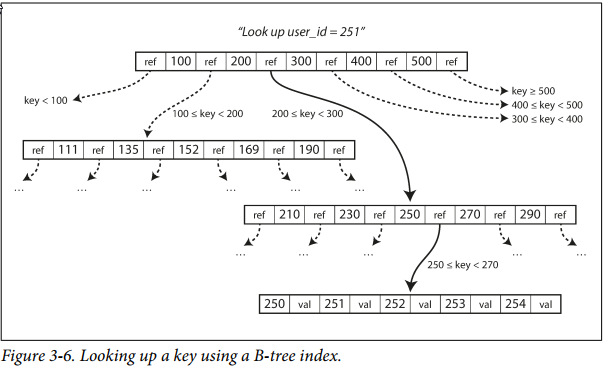 "Look up user_id = 251"
ref 100 ref 200 ref 300 ref 400 ref 500 ref
key < 100
key ≥ 500
400 ≤ key < 500
300 ≤ key < 400
100 ≤ key < 200
200 ≤ key < 300
ref 111 ref 135 ref 152 ref 169 ref 190 ref
... ... ... ... ... ...
ref 210 ref 230 ref 250 ref 270 ref 290 ref
... ... ... ... ...
250 ≤ key < 270
250 val 251 val 252 val 253 val 254 val
Figure 3-6. Looking up a key using a B-tree index.